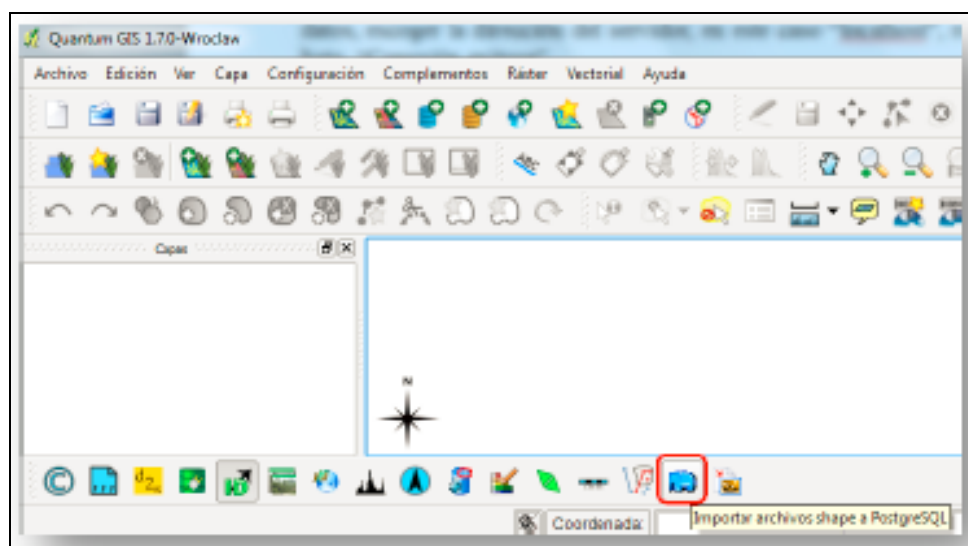 Quantum GIS 1.7.0-Wroclaw
Archivo Edición Ver Capa Configuración Complementos Ráster Vectorial Ayuda
Capas
N
Coordenada:
Importar archivos shape a PostgreSQL